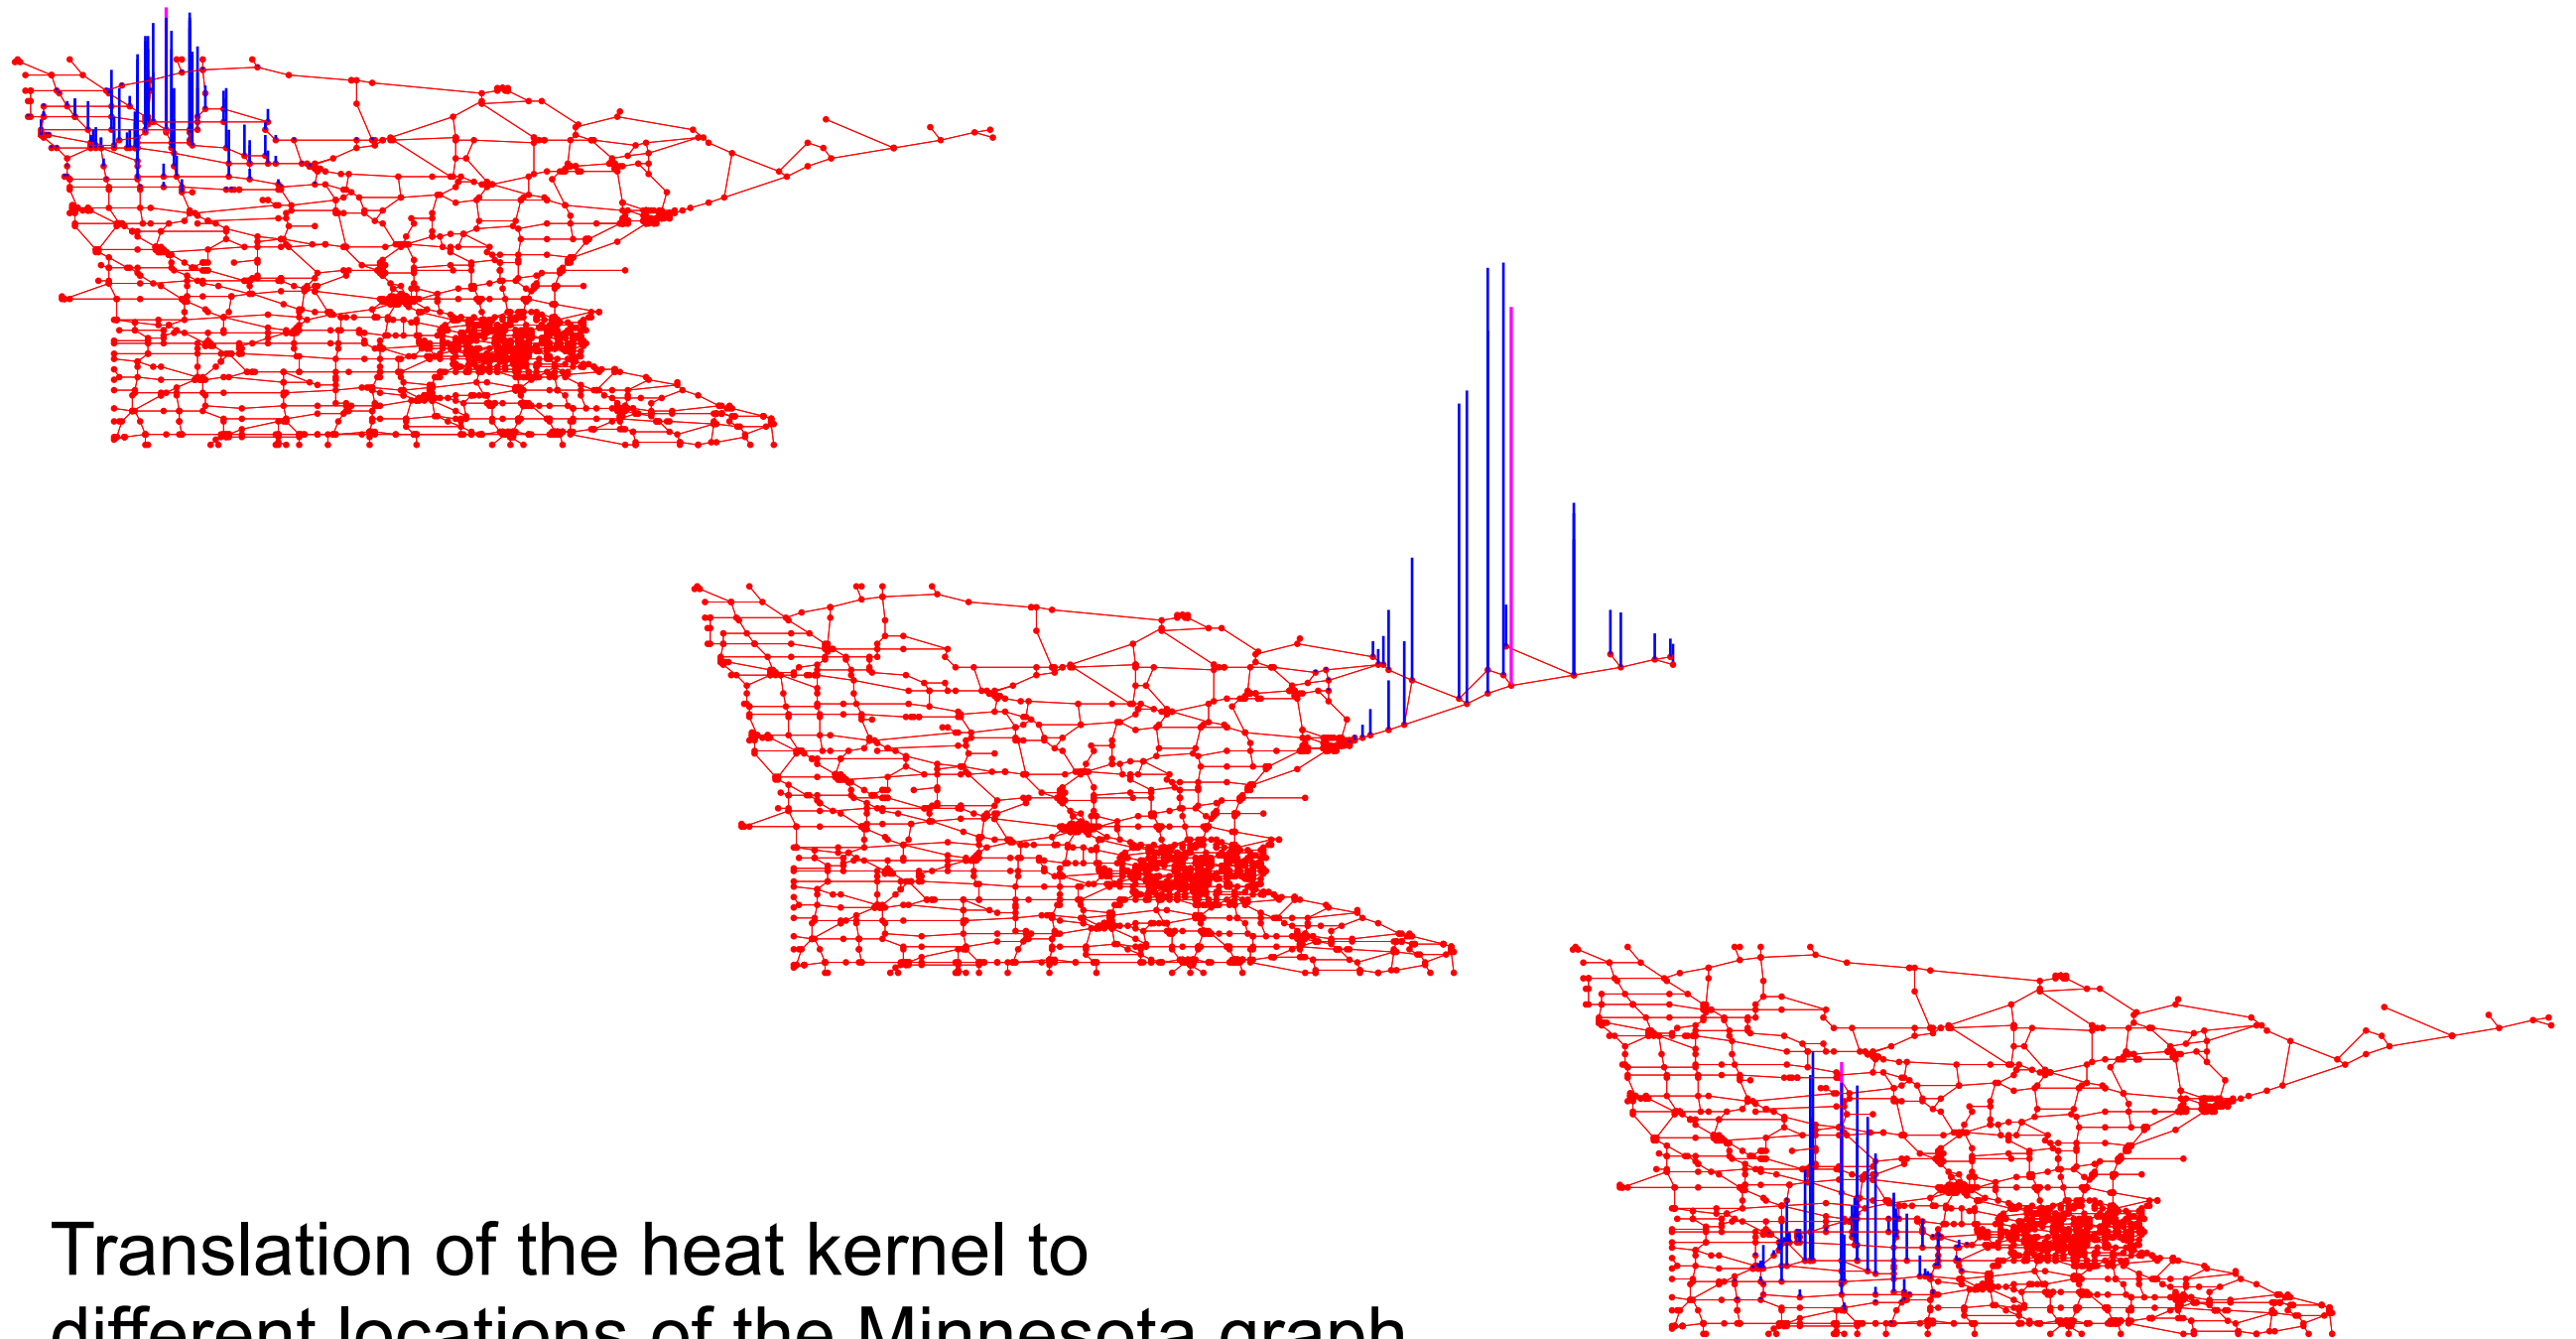 Translation of the heat kernel to
different locations of the Minnesota graph